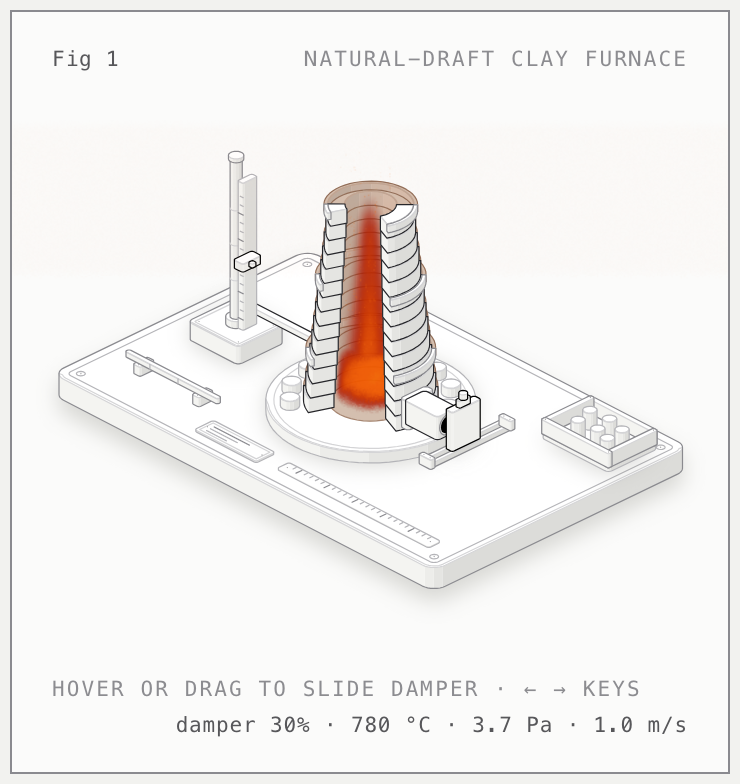 Fig 1
NATURAL−DRAFT CLAY FURNACE
HOVER OR DRAG TO SLIDE DAMPER · ← → KEYS
damper 30% · 780 °C · 3.7 Pa · 1.0 m/s